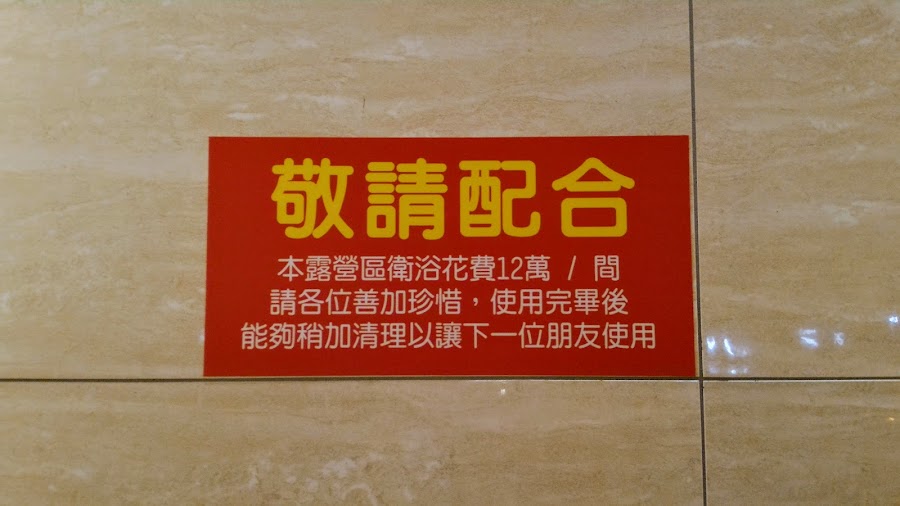 敬請配合
本露營區衛浴花費12萬 / 間
請各位善加珍惜，使用完畢後
能夠稍加清理以讓下一位朋友使用